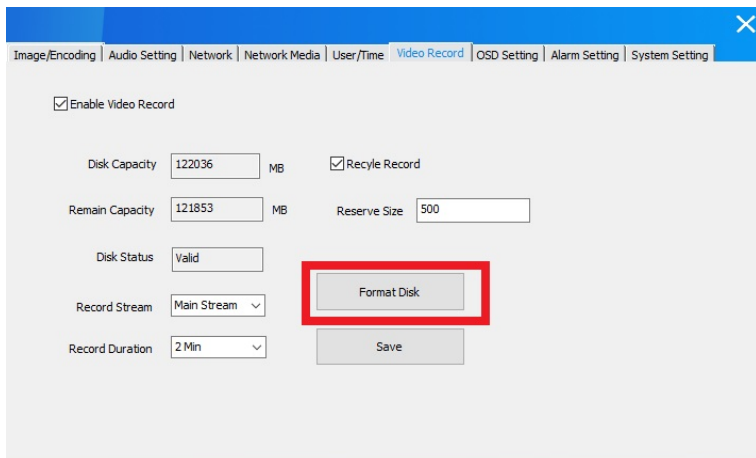 Image/Encoding Audio Setting Network Network Media User/Time Video Record OSD Setting Alarm Setting System Setting
Enable Video Record
Disk Capacity 122036 MB Recyle Record
Remain Capacity 121853 MB Reserve Size 500
Disk Status Valid
Format Disk
Record Stream Main Stream
Record Duration 2 Min Save